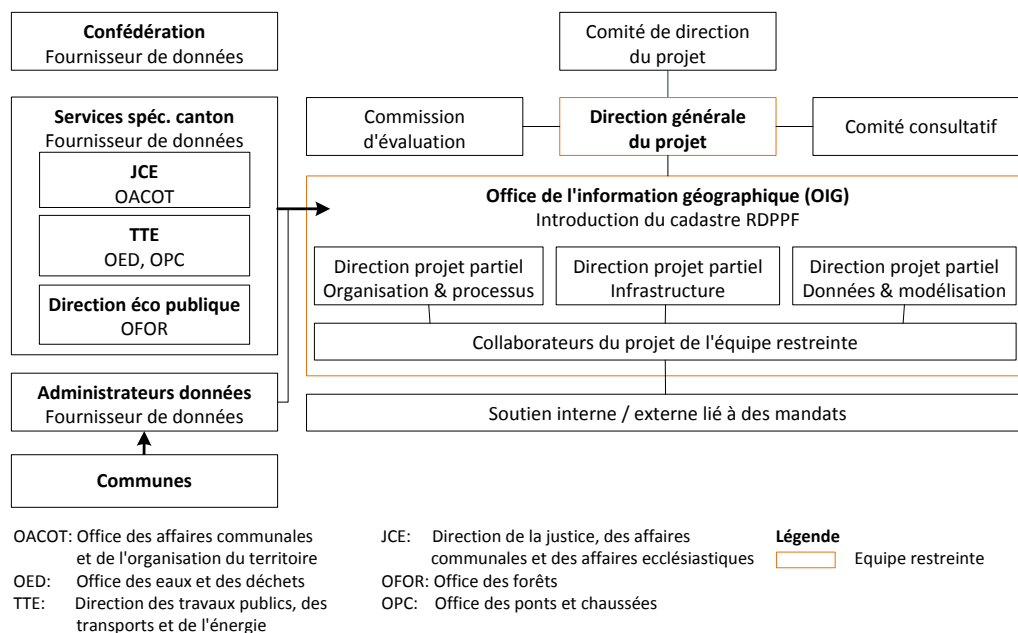 Confédération
Fournisseur de données
Services spéc. canton
Fournisseur de données
JCE
OACOT
TTE
OED, OPC
Direction éco publique
OFOR
Administrateurs données
Fournisseur de données
Communes
Comité de direction
du projet
Commission
d'évaluation
Direction générale
du projet
Comité consultatif
Office de l'information géographique (OIG)
Introduction du cadastre RDPPF
Direction projet partiel
Organisation & processus
Direction projet partiel
Infrastructure
Direction projet partiel
Données & modélisation
Collaborateurs du projet de l'équipe restreinte
Soutien interne / externe lié à des mandats
OACOT: Office des affaires communales
et de l'organisation du territoire
OED: Office des eaux et des déchets
TTE: Direction des travaux publics, des
transports et de l'énergie
JCE: Direction de la justice, des affaires
communales et des affaires ecclésiastiques
OFOR: Office des forêts
OPC: Office des ponts et chaussées
Légende
Equipe restreinte